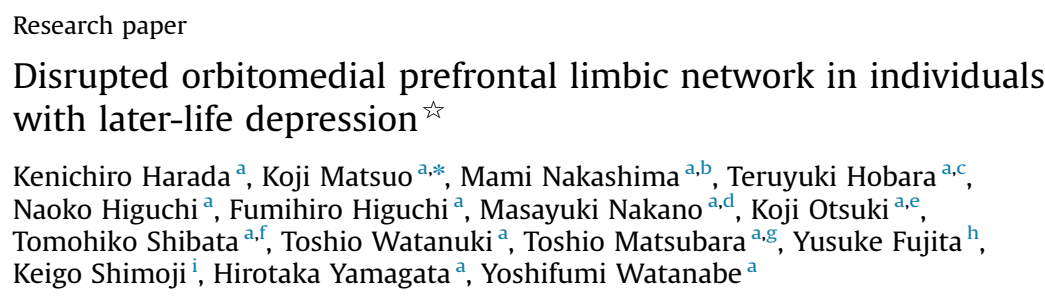 Research paper
Disrupted orbitomedial prefrontal limbic network in individuals
with later-life depression☆
Kenichiro Harada a, Koji Matsuo a,*, Mami Nakashima a,b, Teruyuki Hobara a,c,
Naoko Higuchi a, Fumihiro Higuchi a, Masayuki Nakano a,d, Koji Otsuki a,e,
Tomohiko Shibata a,f, Toshio Watanuki a, Toshio Matsubara a,g, Yusuke Fujita h,
Keigo Shimoji i, Hirotaka Yamagata a, Yoshifumi Watanabe a